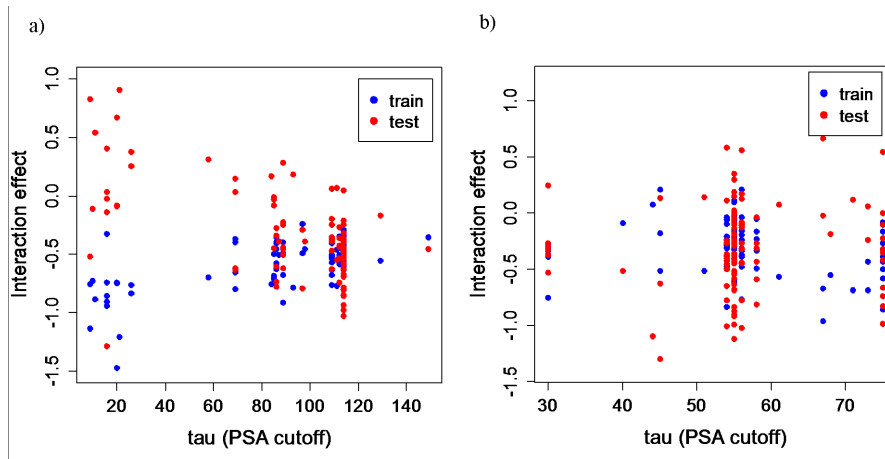 a)
b)
Interaction effect
1.0
0.5
0.0
-0.5
-1.0
-1.5
train
test
20
40
60
80
100
120
140
tau (PSA cutoff)
Interaction effect
1.0
0.5
-0.0
-0.5
-1.0
-1.5
train
test
30
40
50
60
70
tau (PSA cutoff)